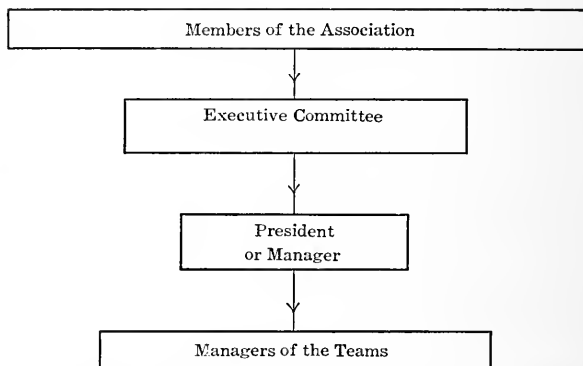 Members of the Association
Executive Committee
President
or Manager
Managers of the Teams